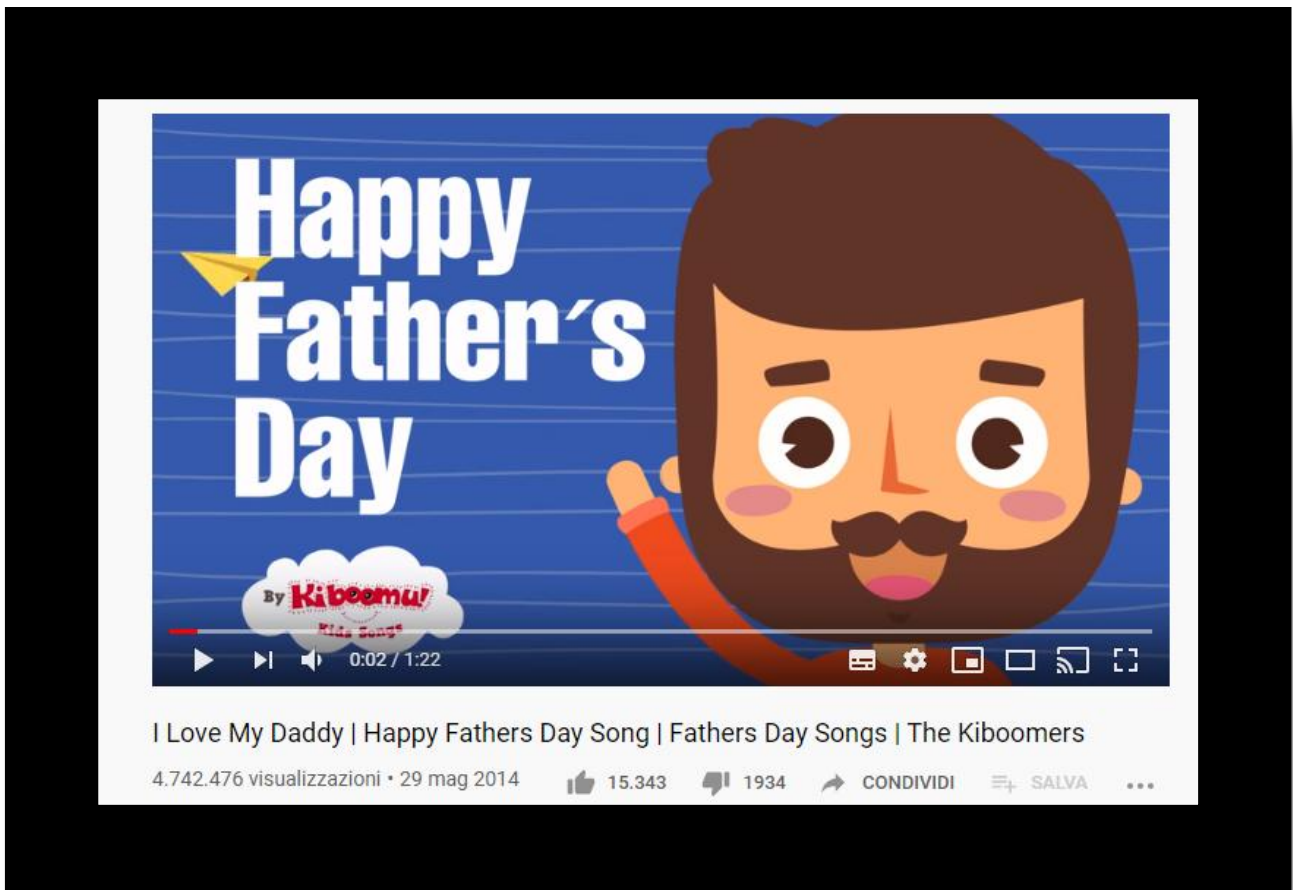 Happy
Father´s
Day
By Kiboomu!
Kids Songs
0:02 / 1:22
I Love My Daddy | Happy Fathers Day Song | Fathers Day Songs | The Kiboomers
4.742.476 visualizzazioni • 29 mag 2014 15.343 1934 CONDIVIDI SALVA